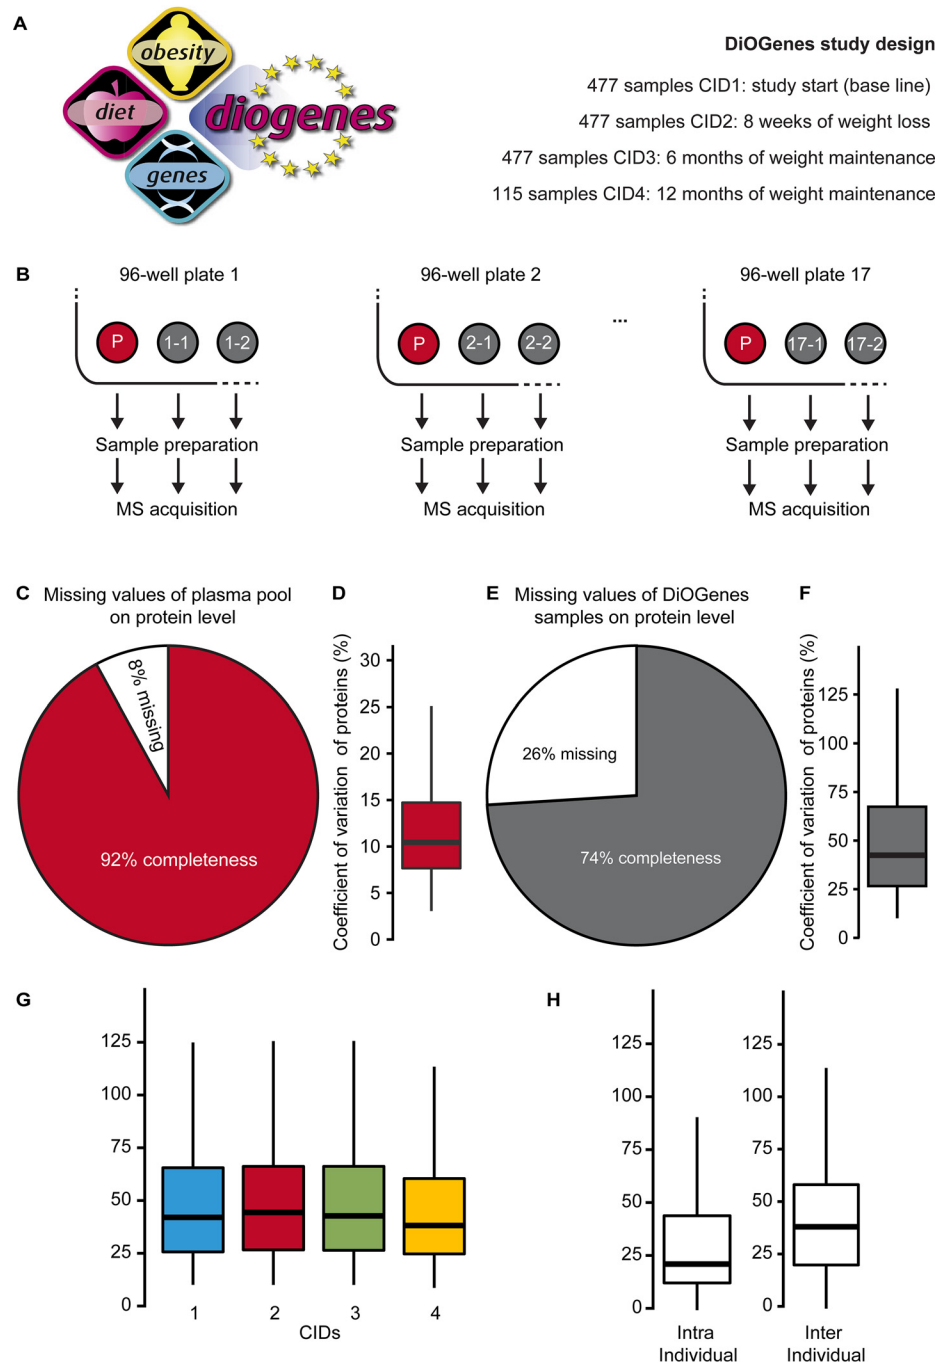 A
obesity
diet
diogenes
genes
DiOGenes study design
477 samples CID1: study start (base line)
477 samples CID2: 8 weeks of weight loss
477 samples CID3: 6 months of weight maintenance
115 samples CID4: 12 months of weight maintenance
B
96-well plate 1
96-well plate 2
96-well plate 17
P 1-1 1-2
P 2-1 2-2
...
P 17-1 17-2
Sample preparation
Sample preparation
Sample preparation
MS acquisition
MS acquisition
MS acquisition
C
Missing values of plasma pool
on protein level
8% missing
92% completeness
D
Coefficient of variation of proteins (%)
30
25
20
15
10
5
0
E
Missing values of DiOGenes
samples on protein level
26% missing
74% completeness
F
Coefficient of variation of proteins (%)
125
100
75
50
25
0
G
125
100
75
50
25
0
1 2 3 4
CIDs
H
125
100
75
50
25
0
Intra
Individual
125
100
75
50
25
0
Inter
Individual